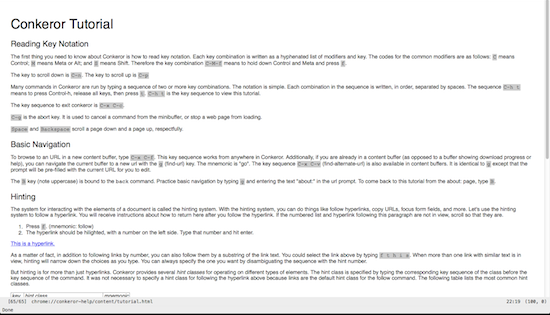 Conkeror Tutorial
Reading Key Notation
The first thing you need to know about Conkeror is how to read key notation. Each key combination is written as a hyphenated list of modifiers and key. The codes for the common modifiers are as follows: C means
Control; M means Meta or Alt; and S means Shift. Therefore the key combination C-M-f means to hold down Control and Meta and press f.
The key to scroll down is C-n. The key to scroll up is C-p
Many commands in Conkeror are run by typing a sequence of two or more key combinations. The notation is simple. Each combination in the sequence is written, in order, separated by spaces. The sequence C-h t
means to press Control-h, release all keys, then press t. C-h t is the key sequence to view this tutorial.
The key sequence to exit conkeror is C-x C-c.
C-g is the abort key. It is used to cancel a command from the minibuffer, or stop a web page from loading.
Space and Backspace scroll a page down and a page up, respectfully.
Basic Navigation
To browse to an URL in a new content buffer, type C-x C-f. This key sequence works from anywhere in Conkeror. Additionally, if you are already in a content buffer (as opposed to a buffer showing download progress or
help), you can navigate the current buffer to a new url with the g (find-url) key. The mnemonic is "go". The key sequence C-x C-v (find-alternate-url) is also available in content buffers. It is identical to g except that the
prompt will be pre-filled with the current URL for you to edit.
The B key (note uppercase) is bound to the back command. Practice basic navigation by typing g and entering the text "about:" in the url prompt. To come back to this tutorial from the about: page, type B.
Hinting
The system for interacting with the elements of a document is called the hinting system. With the hinting system, you can do things like follow hyperlinks, copy URLs, focus form fields, and more. Let's use the hinting
system to follow a hyperlink. You will receive instructions about how to return here after you follow the hyperlink. If the numbered list and hyperlink following this paragraph are not in view, scroll so that they are.
1. Press f. (mnemonic: follow)
2. The hyperlink should be hilighted, with a number on the left side. Type that number and hit enter.
This is a hyperlink.
As a matter of fact, in addition to following links by number, you can also follow them by a substring of the link text. You could select the link above by typing f t h i s. When more than one link with similar text is in
view, hinting will narrow down the choices as you type. You can always specify the one you want by disambiguating the sequence with the hint number.
But hinting is for more than just hyperlinks. Conkeror provides several hint classes for operating on different types of elements. The hint class is specified by typing the corresponding key sequence of the class before the
key sequence of the command. It was not necessary to specify a hint class for following the hyperlink above because links are the default hint class for the follow command. The following table lists the most common hint
classes.
key hint class mnemonic
[65/65] chrome://conkeror-help/content/tutorial.html 22:19 (100, 0)
Done